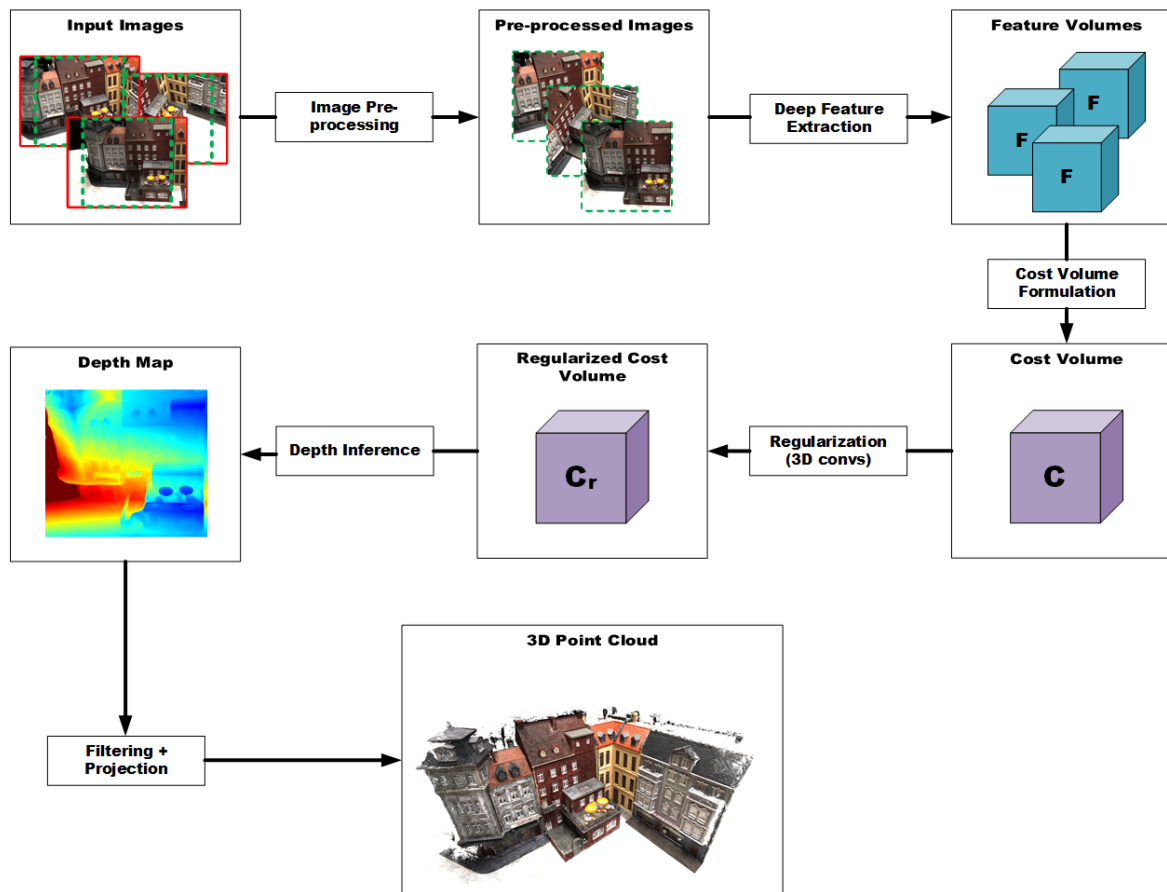 Input Images
Pre-processed Images
Feature Volumes
Image Pre-
processing
Deep Feature
Extraction
F
F
F
Cost Volume
Formulation
Depth Map
Regularized Cost
Volume
Cost Volume
Depth Inference
Cr
Regularization
(3D convs)
C
3D Point Cloud
Filtering +
Projection